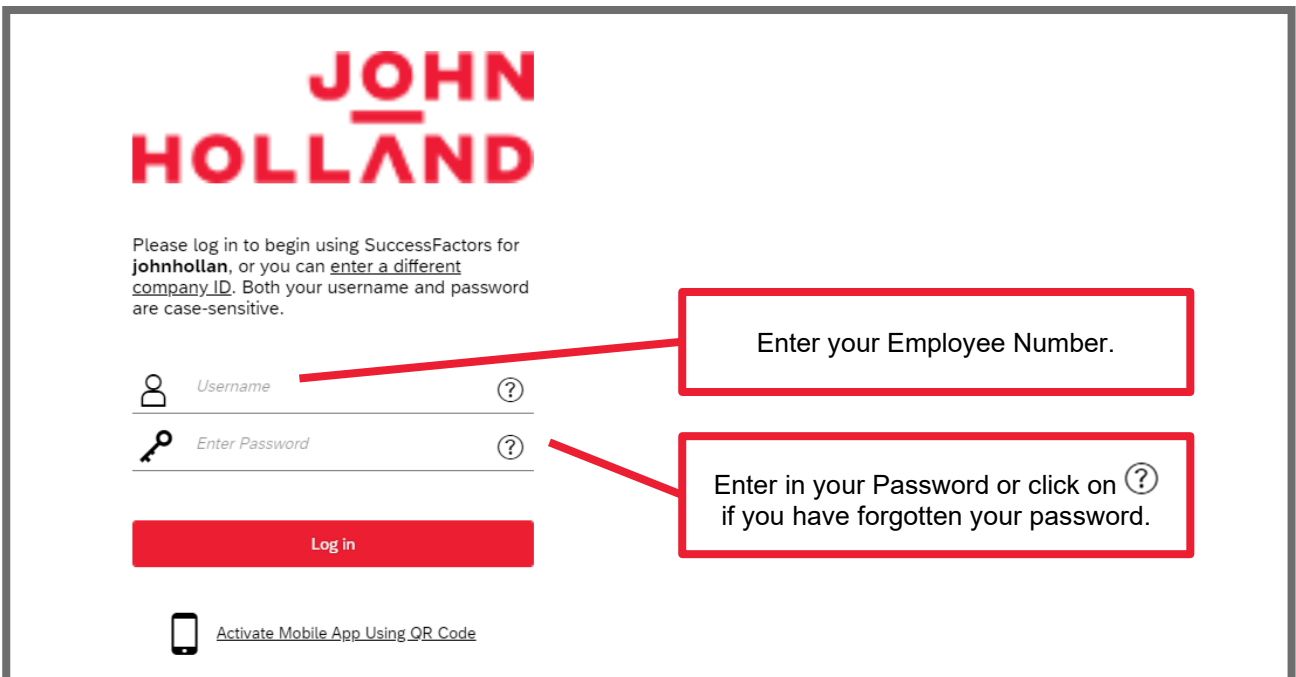 JOHN
HOLLAND
Please log in to begin using SuccessFactors for
johnhollan, or you can enter a different
company ID. Both your username and password
are case-sensitive.
Enter your Employee Number.
Username ?
Enter Password ?
Enter in your Password or click on ?
if you have forgotten your password.
Log in
Activate Mobile App Using QR Code